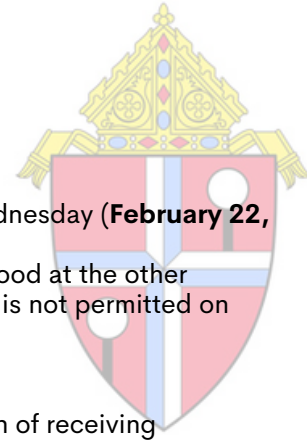 dnesday (February 22,
ood at the other
is not permitted on
n of receiving